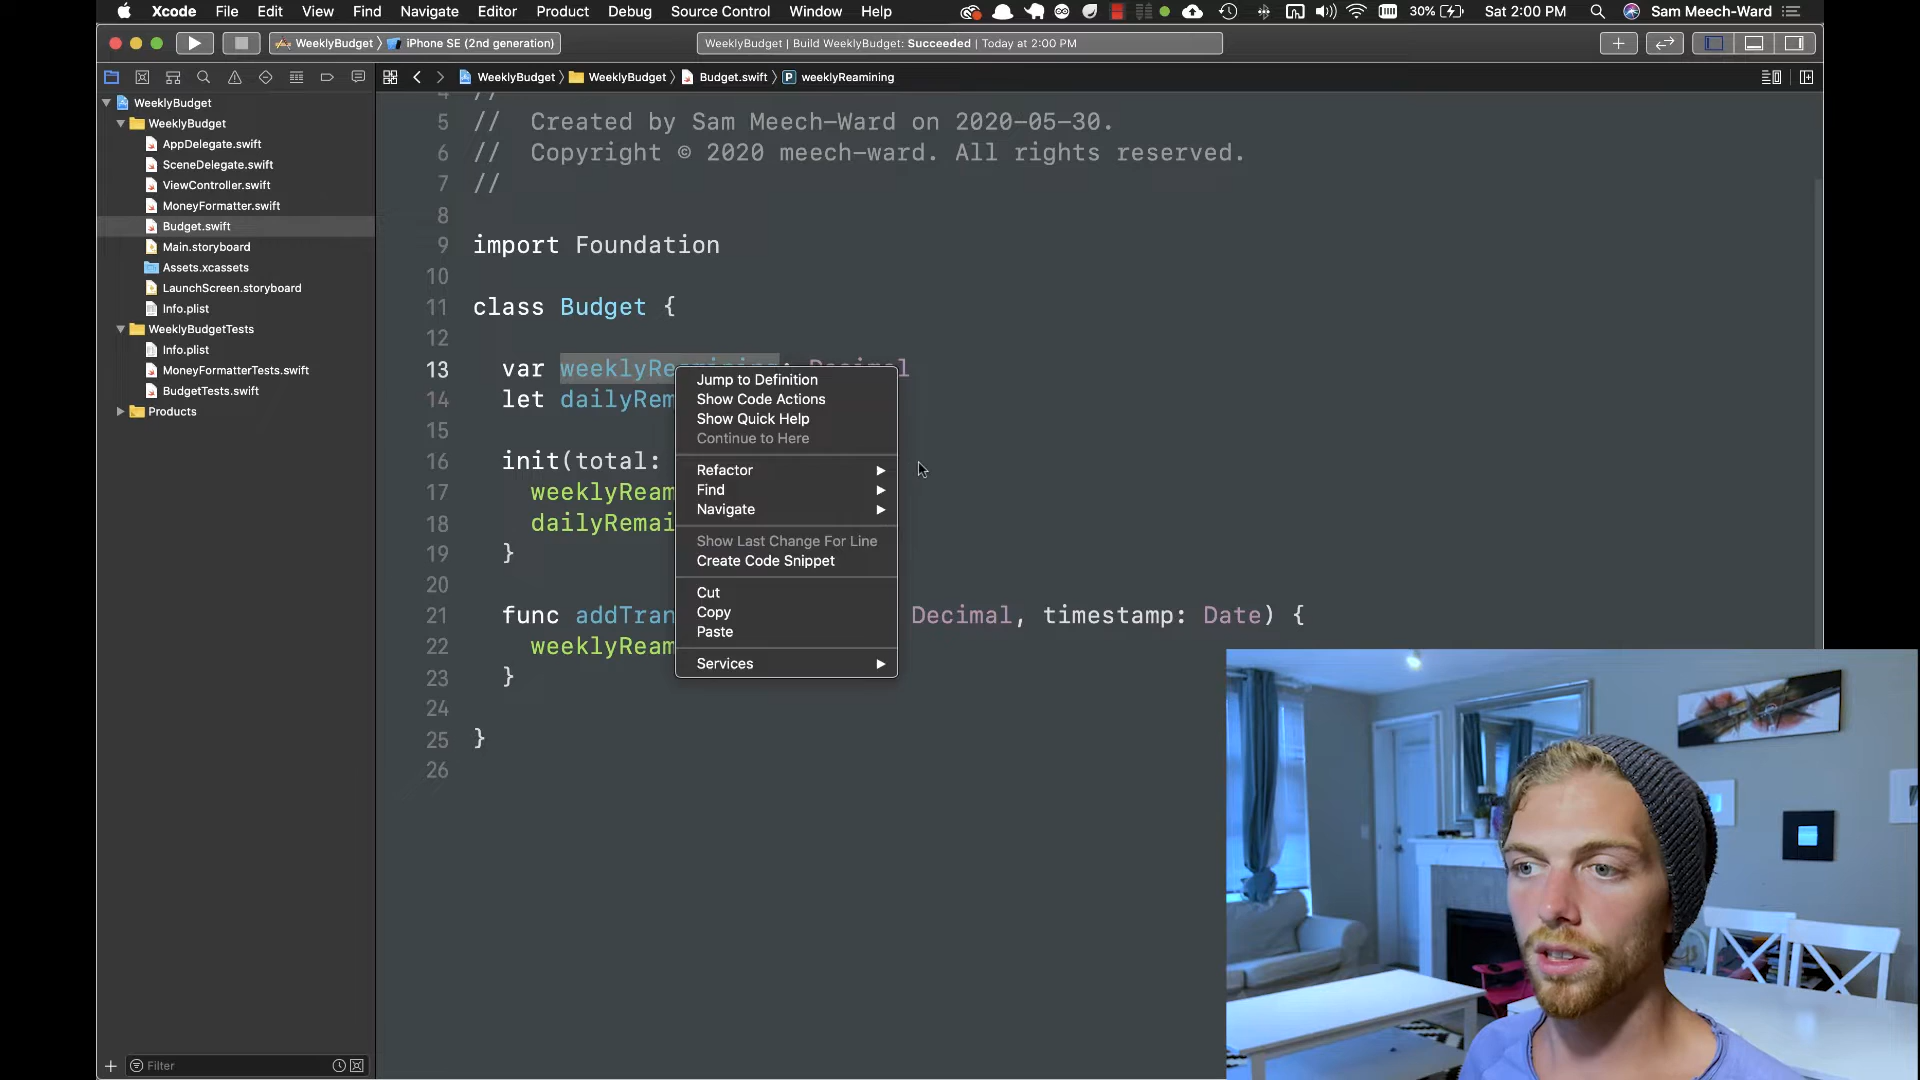 Xcode File Edit View Find Navigate Editor Product Debug Source Control Window Help 30% Sat 2:00 PM Sam Meech-Ward
WeeklyBudget iPhone SE (2nd generation) WeeklyBudget | Build WeeklyBudget: Succeeded | Today at 2:00 PM
WeeklyBudget WeeklyBudget Budget.swift P weeklyReamining
WeeklyBudget
WeeklyBudget
AppDelegate.swift
SceneDelegate.swift
ViewController.swift
MoneyFormatter.swift
Budget.swift
Main.storyboard
Assets.xcassets
LaunchScreen.storyboard
Info.plist
WeeklyBudgetTests
Info.plist
MoneyFormatterTests.swift
BudgetTests.swift
Products
Filter
4 //
5 // Created by Sam Meech-Ward on 2020-05-30.
6 // Copyright © 2020 meech-ward. All rights reserved.
7 //
8
9 import Foundation
10
11 class Budget {
12
13 var weeklyReamining: Decimal
14 let dailyRem
15
16 init(total:
17 weeklyReam
18 dailyRemai
19 }
20
21 func addTran Decimal, timestamp: Date) {
22 weeklyReam
23 }
24
25 }
26
Jump to Definition
Show Code Actions
Show Quick Help
Continue to Here
Refactor
Find
Navigate
Show Last Change For Line
Create Code Snippet
Cut
Copy
Paste
Services